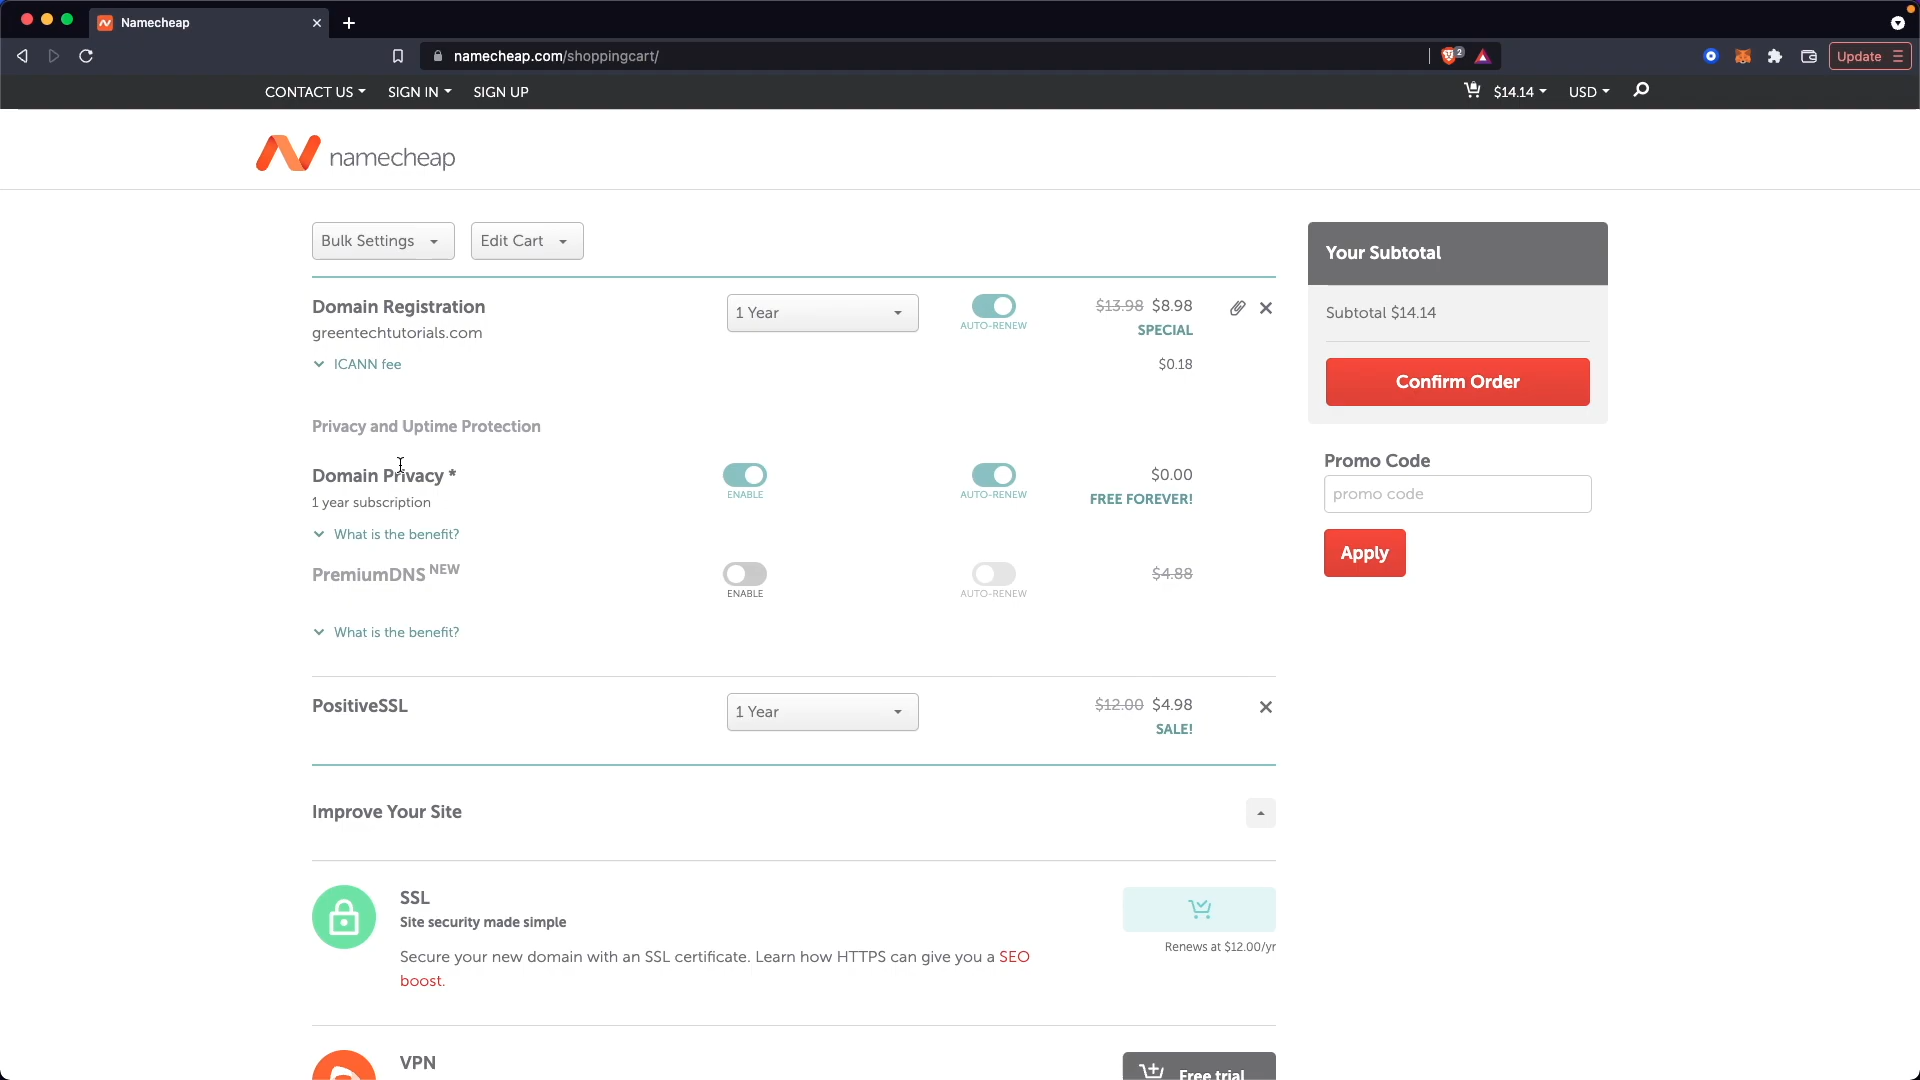 Namecheap
namecheap.com/shoppingcart/
2
Update
CONTACT US SIGN IN SIGN UP
$14.14 USD
namecheap
Bulk Settings Edit Cart
Your Subtotal
Domain Registration 1 Year $13.98 $8.98
AUTO-RENEW SPECIAL
greentechtutorials.com
ICANN fee $0.18
Subtotal $14.14
Confirm Order
Privacy and Uptime Protection
Domain Privacy * $0.00
ENABLE AUTO-RENEW FREE FOREVER!
1 year subscription
What is the benefit?
Promo Code
promo code
Apply
PremiumDNS NEW $4.88
ENABLE AUTO-RENEW
What is the benefit?
PositiveSSL 1 Year $12.00 $4.98
SALE!
Improve Your Site
SSL
Site security made simple
Renews at $12.00/yr
Secure your new domain with an SSL certificate. Learn how HTTPS can give you a SEO
boost.
VPN
Free trial